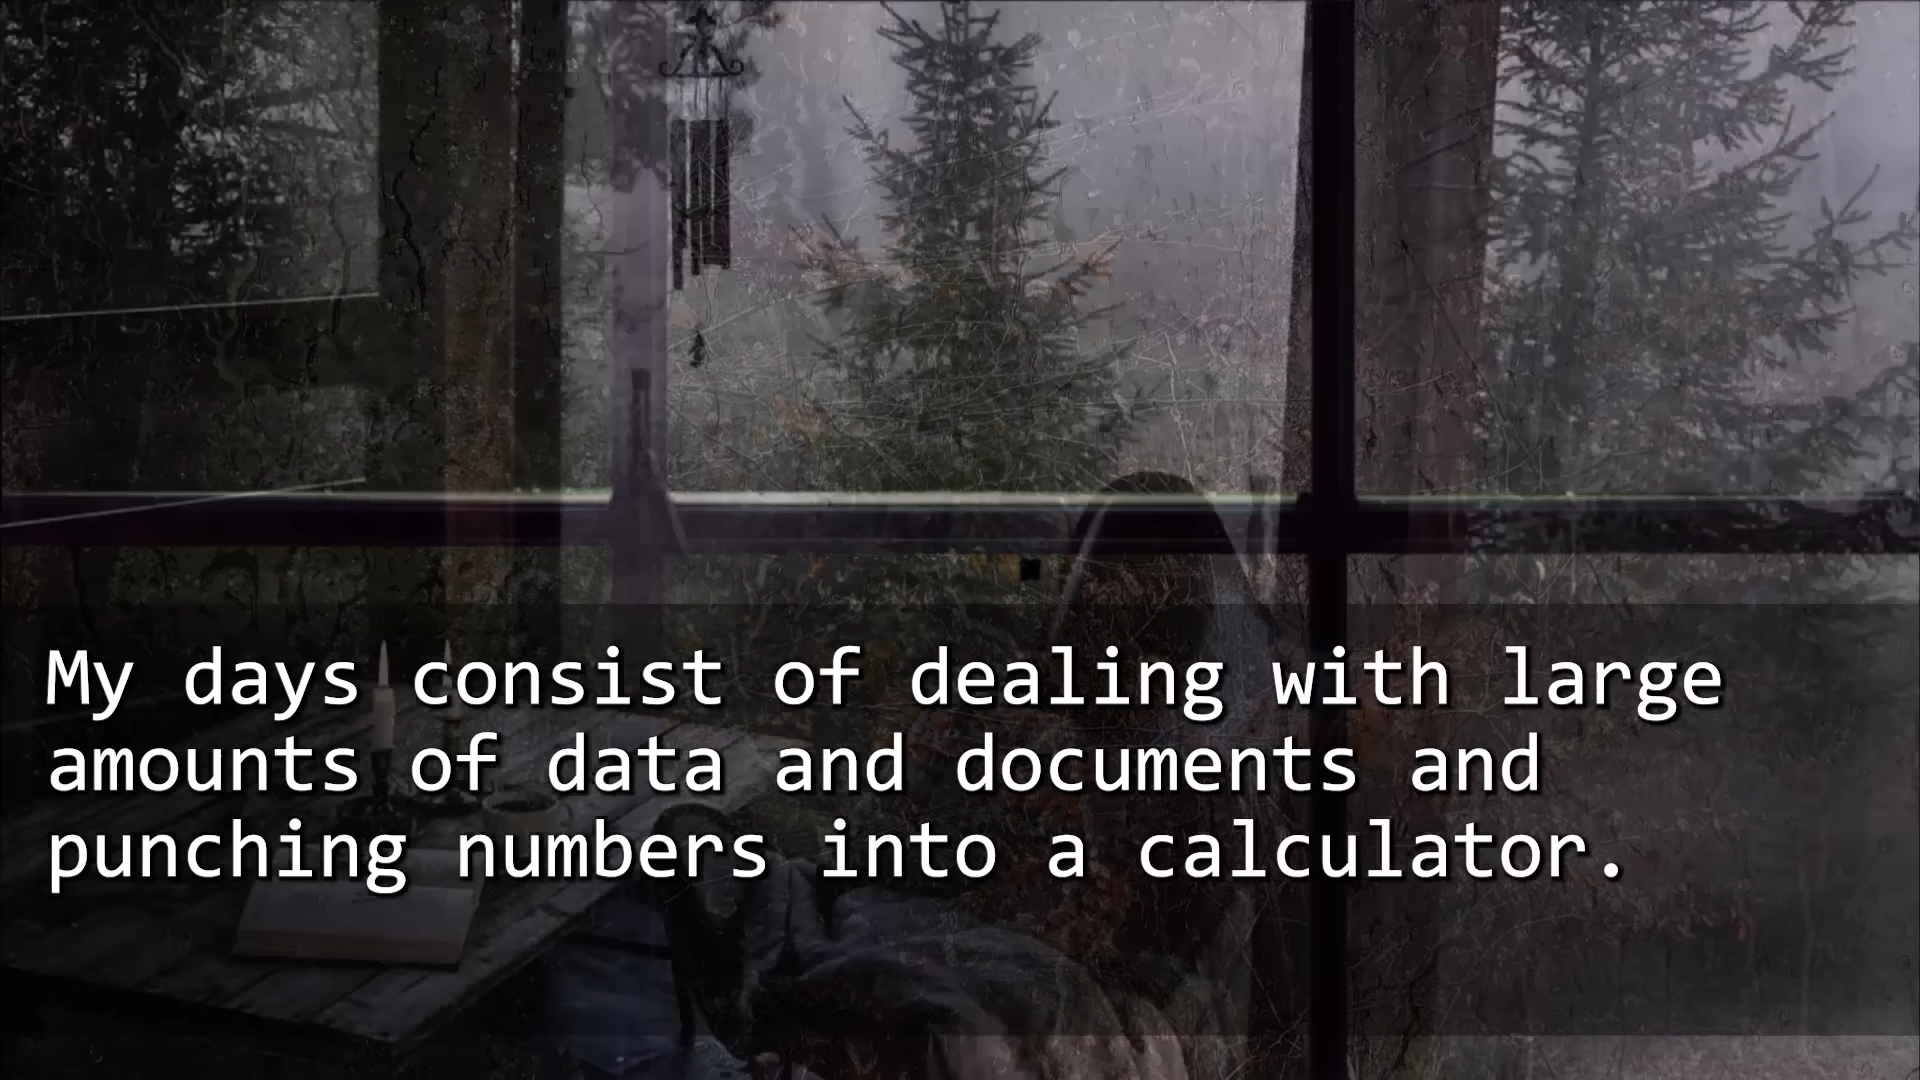 My days consist of dealing with large
amounts of data and documents and
punching numbers into a calculator.